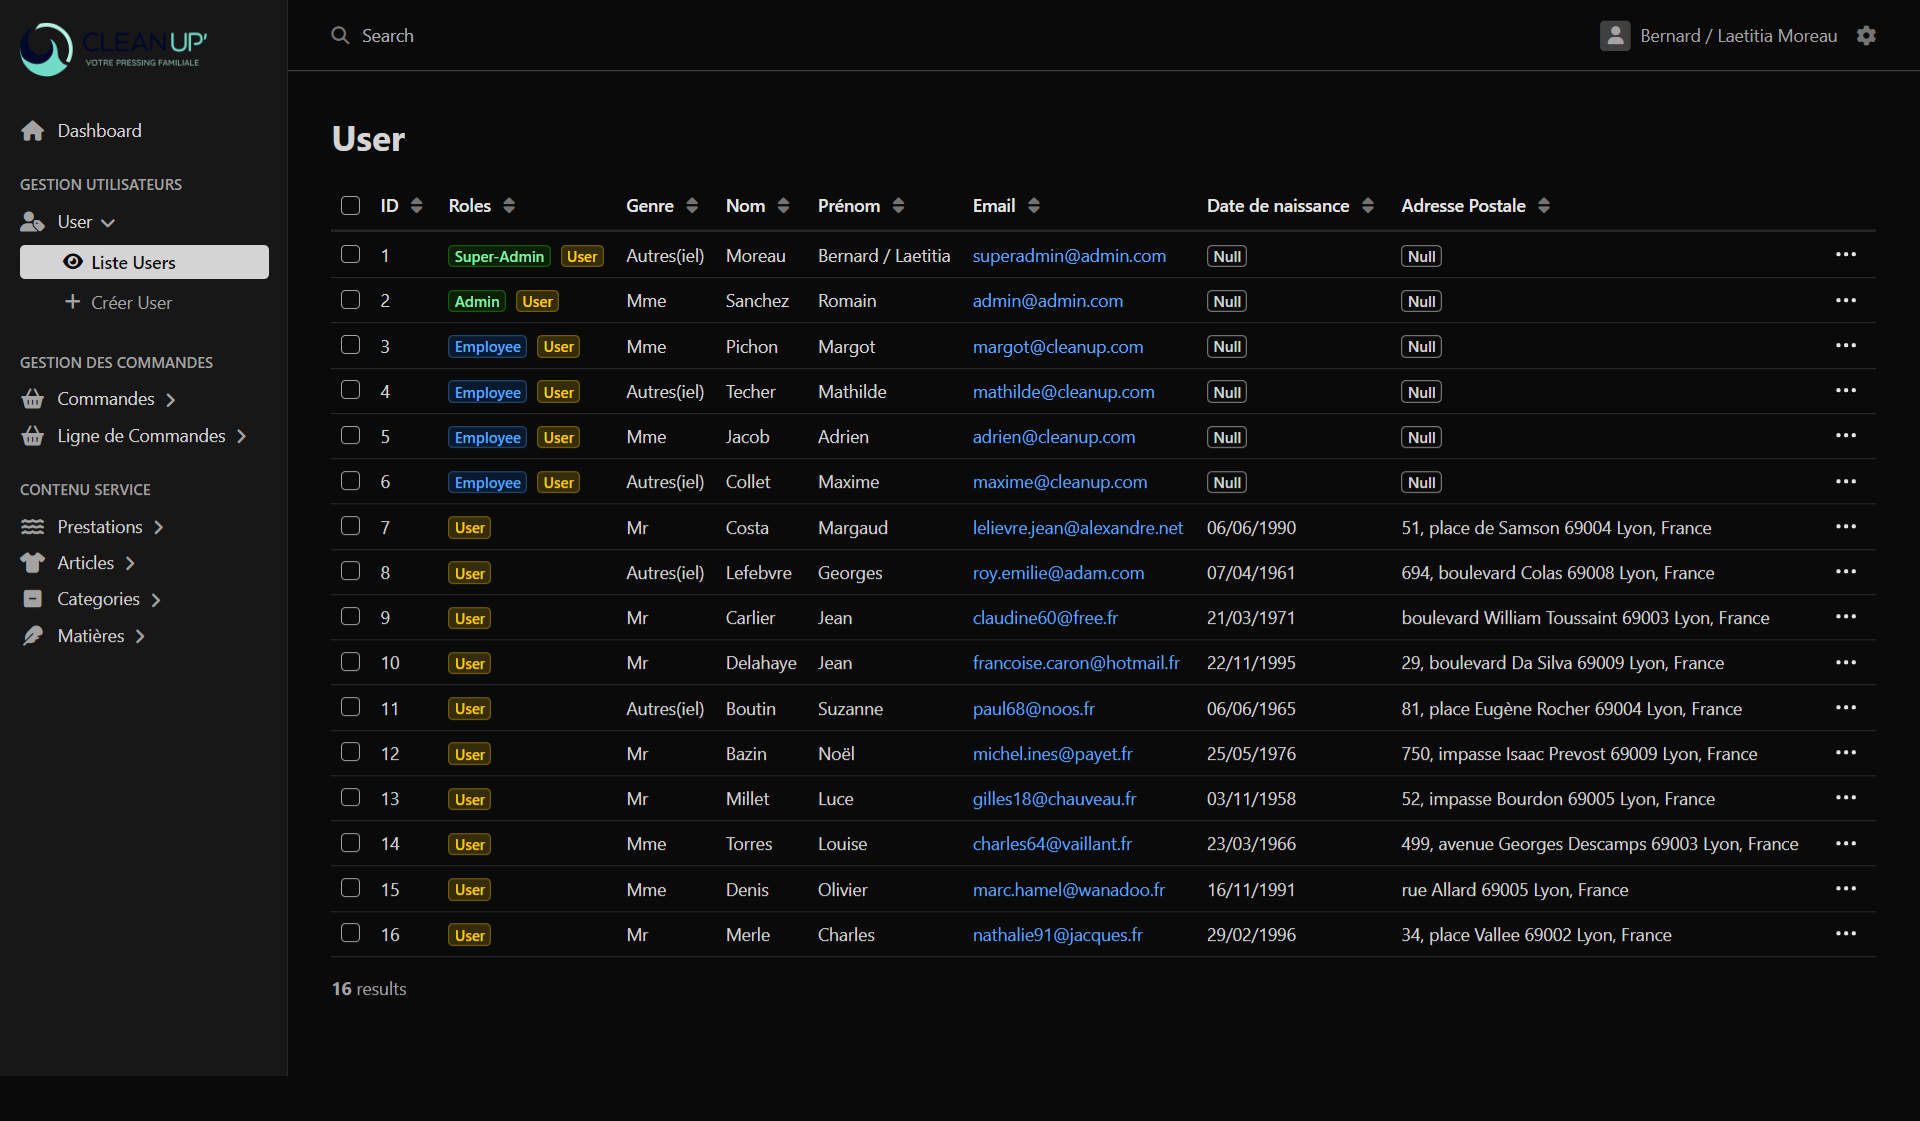 CLEAN UP'
VOTRE PRESSING FAMILIALE
Search
Bernard / Laetitia Moreau
Dashboard
GESTION UTILISATEURS
User
Liste Users
Créer User
GESTION DES COMMANDES
Commandes
Ligne de Commandes
CONTENU SERVICE
Prestations
Articles
Categories
Matières
User
ID Roles Genre Nom Prénom Email Date de naissance Adresse Postale
1 Super-Admin User Autres(iel) Moreau Bernard / Laetitia superadmin@admin.com Null Null
2 Admin User Mme Sanchez Romain admin@admin.com Null Null
3 Employee User Mme Pichon Margot margot@cleanup.com Null Null
4 Employee User Autres(iel) Techer Mathilde mathilde@cleanup.com Null Null
5 Employee User Mme Jacob Adrien adrien@cleanup.com Null Null
6 Employee User Autres(iel) Collet Maxime maxime@cleanup.com Null Null
7 User Mr Costa Margaud lelievre.jean@alexandre.net 06/06/1990 51, place de Samson 69004 Lyon, France
8 User Autres(iel) Lefebvre Georges roy.emilie@adam.com 07/04/1961 694, boulevard Colas 69008 Lyon, France
9 User Mr Carlier Jean claudine60@free.fr 21/03/1971 boulevard William Toussaint 69003 Lyon, France
10 User Mr Delahaye Jean francoise.caron@hotmail.fr 22/11/1995 29, boulevard Da Silva 69009 Lyon, France
11 User Autres(iel) Boutin Suzanne paul68@noos.fr 06/06/1965 81, place Eugène Rocher 69004 Lyon, France
12 User Mr Bazin Noël michel.ines@payet.fr 25/05/1976 750, impasse Isaac Prevost 69009 Lyon, France
13 User Mr Millet Luce gilles18@chauveau.fr 03/11/1958 52, impasse Bourdon 69005 Lyon, France
14 User Mme Torres Louise charles64@vaillant.fr 23/03/1966 499, avenue Georges Descamps 69003 Lyon, France
15 User Mme Denis Olivier marc.hamel@wanadoo.fr 16/11/1991 rue Allard 69005 Lyon, France
16 User Mr Merle Charles nathalie91@jacques.fr 29/02/1996 34, place Vallee 69002 Lyon, France
16 results